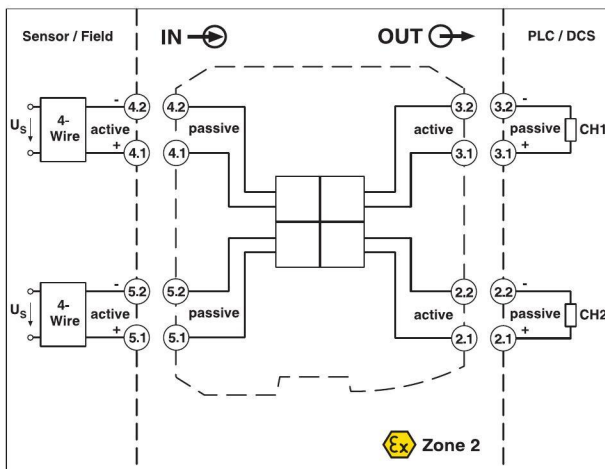 Sensor / Field
IN
OUT
PLC / DCS
4-
Wire
US
-
+
active
4.2
4.1
4.2
4.1
passive
3.2
3.1
active
3.2
3.1
-
+
passive
CH1
4-
Wire
US
-
+
active
5.2
5.1
5.2
5.1
passive
2.2
2.1
active
2.2
2.1
-
+
passive
CH2
Ex Zone 2